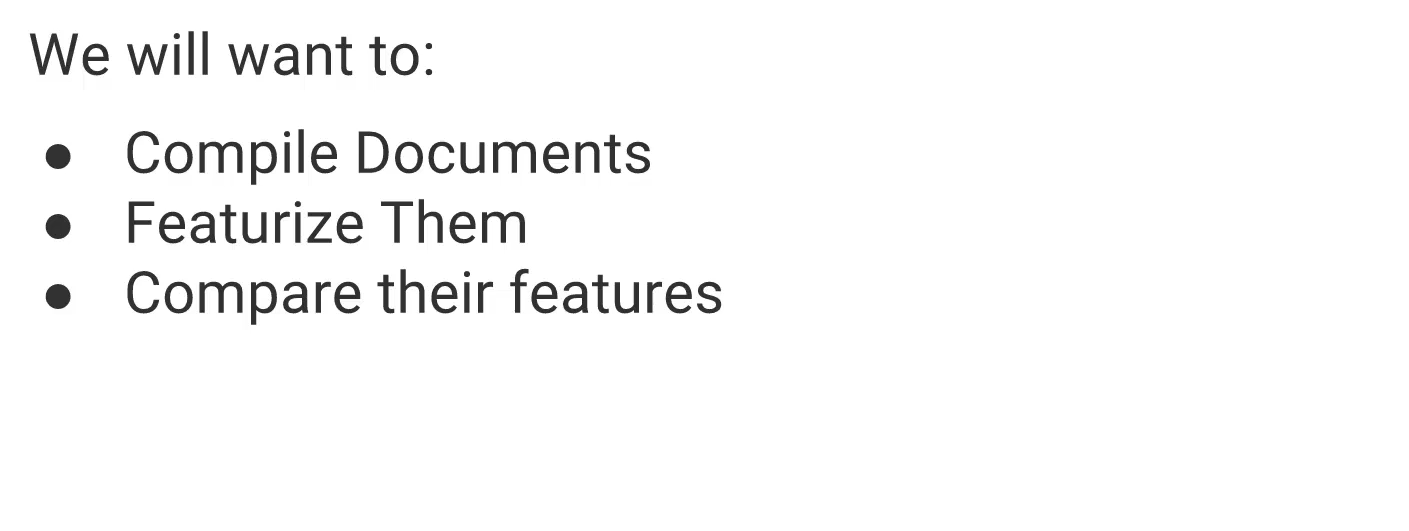 We will want to:
● Compile Documents
● Featurize Them
● Compare their features